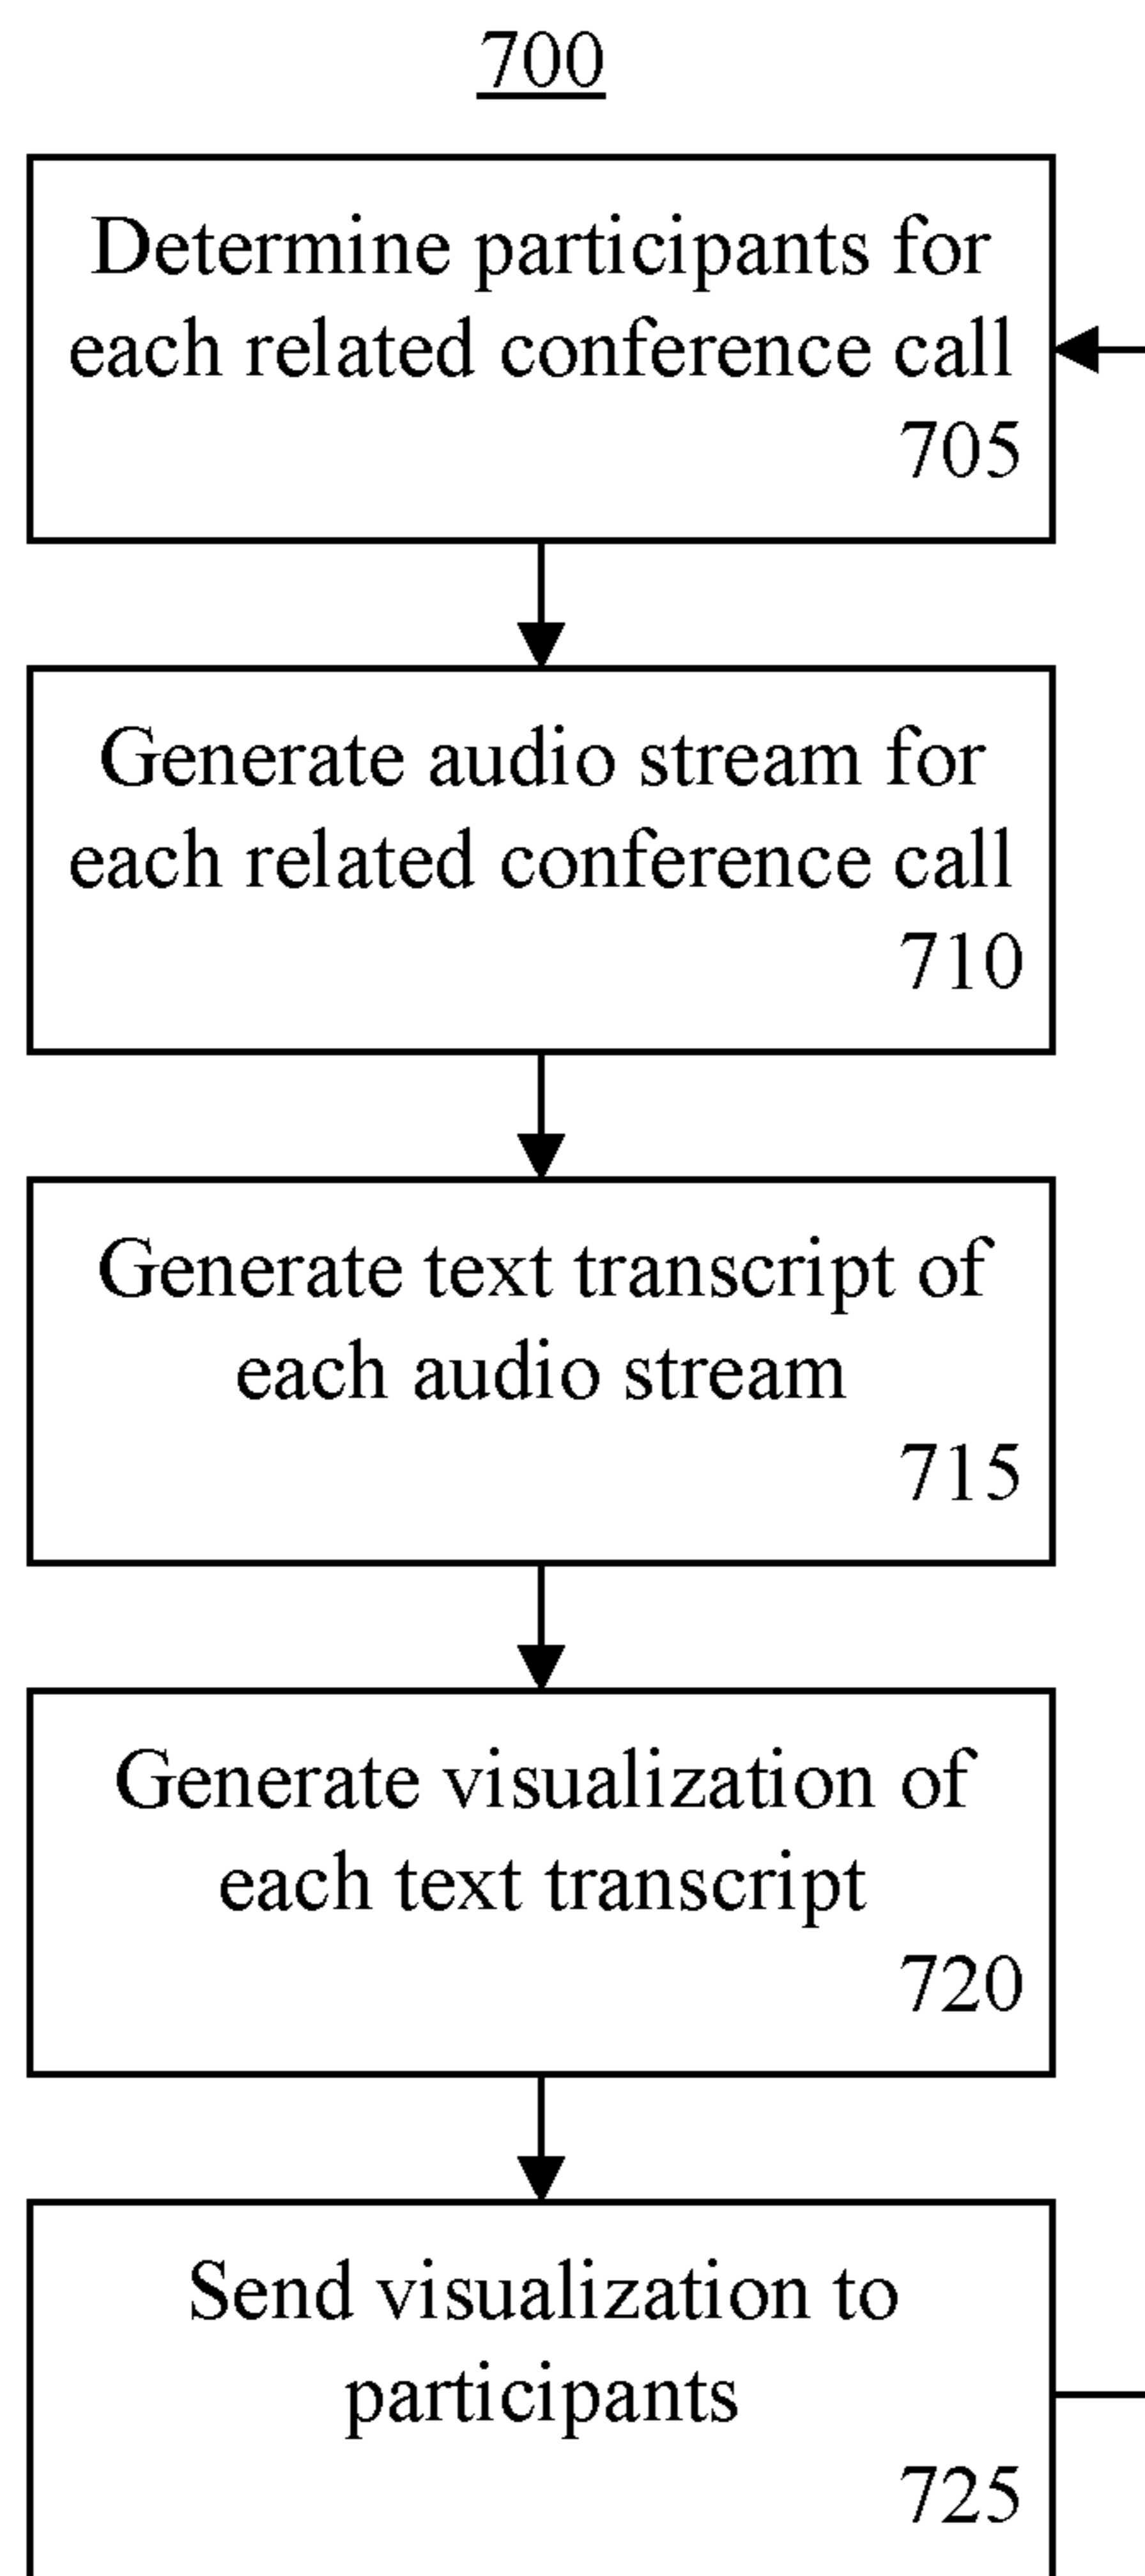 700
Determine participants for
each related conference call
705
Generate audio stream for
each related conference call
710
Generate text transcript of
each audio stream
715
Generate visualization of
each text transcript
720
Send visualization to
participants
725